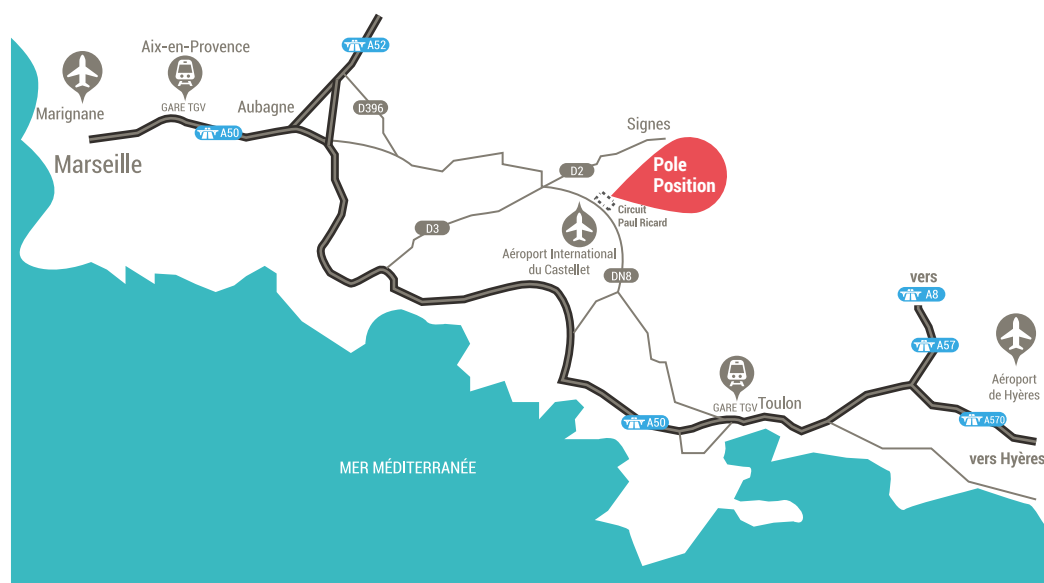 A52
Aix-en-Provence
GARE TGV
Marignane
Aubagne
D396
A50
Marseille
Signes
Pole
Position
D2
Circuit
Paul Ricard
D3
Aéroport International
du Castellet
DN8
vers
A8
A57
Aéroport
de Hyères
GARE TGV
Toulon
A50
A570
vers Hyères
MER MÉDITERRANÉE